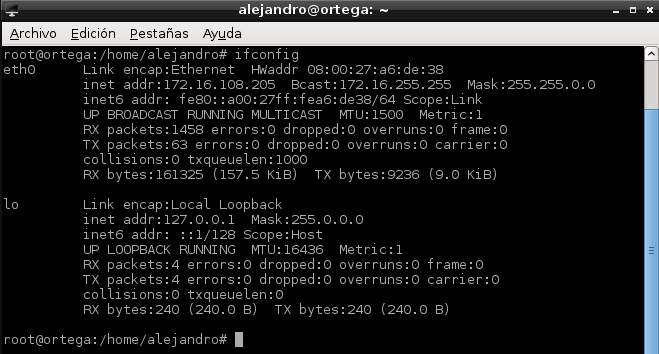 alejandro@ortega: ~
Archivo Edición Pestañas Ayuda
root@ortega:/home/alejandro# ifconfig
eth0 Link encap:Ethernet HWaddr 08:00:27:a6:de:38
inet addr:172.16.108.205 Bcast:172.16.255.255 Mask:255.255.0.0
inet6 addr: fe80::a00:27ff:fea6:de38/64 Scope:Link
UP BROADCAST RUNNING MULTICAST MTU:1500 Metric:1
RX packets:1458 errors:0 dropped:0 overruns:0 frame:0
TX packets:63 errors:0 dropped:0 overruns:0 carrier:0
collisions:0 txqueuelen:1000
RX bytes:161325 (157.5 KiB) TX bytes:9236 (9.0 KiB)
lo Link encap:Local Loopback
inet addr:127.0.0.1 Mask:255.0.0.0
inet6 addr: ::1/128 Scope:Host
UP LOOPBACK RUNNING MTU:16436 Metric:1
RX packets:4 errors:0 dropped:0 overruns:0 frame:0
TX packets:4 errors:0 dropped:0 overruns:0 carrier:0
collisions:0 txqueuelen:0
RX bytes:240 (240.0 B) TX bytes:240 (240.0 B)
root@ortega:/home/alejandro#